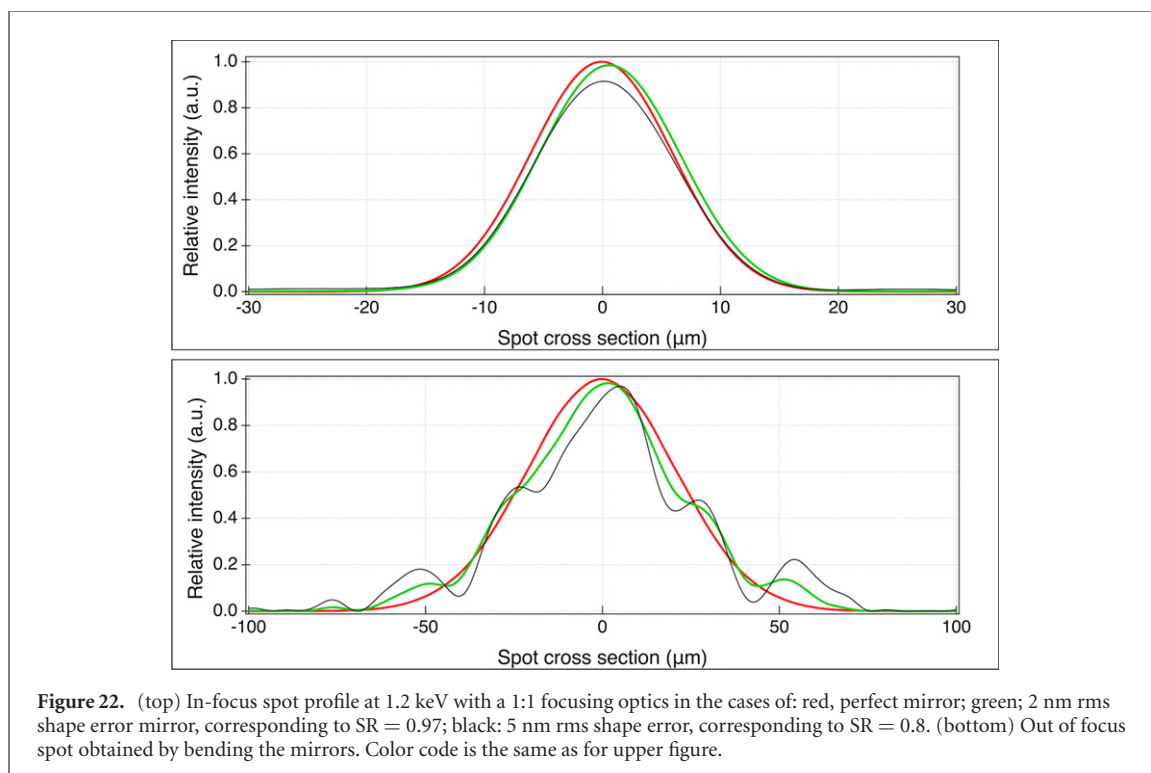 1.0
0.8
0.6
0.4
0.2
0.0
Relative intensity (a.u.)
-30 -20 -10 0 10 20 30
Spot cross section (µm)
1.0
0.8
0.6
0.4
0.2
0.0
Relative intensity (a.u.)
-100 -50 0 50 100
Spot cross section (µm)
Figure 22. (top) In-focus spot profile at 1.2 keV with a 1:1 focusing optics in the cases of: red, perfect mirror; green; 2 nm rms
shape error mirror, corresponding to SR = 0.97; black: 5 nm rms shape error, corresponding to SR = 0.8. (bottom) Out of focus
spot obtained by bending the mirrors. Color code is the same as for upper figure.